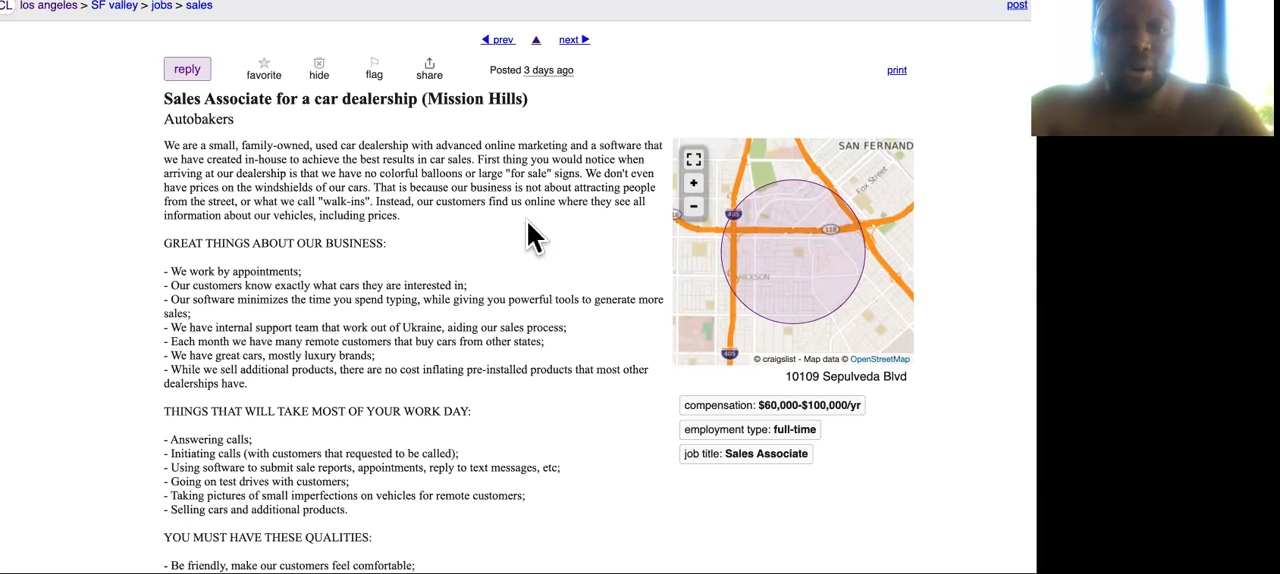 CL los angeles > SF valley > jobs > sales
post
◀ prev ▲ next ▶
reply
favorite
hide
flag
share
Posted 3 days ago
print
Sales Associate for a car dealership (Mission Hills)
Autobakers
We are a small, family-owned, used car dealership with advanced online marketing and a software that
we have created in-house to achieve the best results in car sales. First thing you would notice when
arriving at our dealership is that we have no colorful balloons or large "for sale" signs. We don't even
have prices on the windshields of our cars. That is because our business is not about attracting people
from the street, or what we call "walk-ins". Instead, our customers find us online where they see all
information about our vehicles, including prices.
GREAT THINGS ABOUT OUR BUSINESS:
- We work by appointments;
- Our customers know exactly what cars they are interested in;
- Our software minimizes the time you spend typing, while giving you powerful tools to generate more
sales;
- We have internal support team that work out of Ukraine, aiding our sales process;
- Each month we have many remote customers that buy cars from other states;
- We have great cars, mostly luxury brands;
- While we sell additional products, there are no cost inflating pre-installed products that most other
dealerships have.
THINGS THAT WILL TAKE MOST OF YOUR WORK DAY:
- Answering calls;
- Initiating calls (with customers that requested to be called);
- Using software to submit sale reports, appointments, reply to text messages, etc;
- Going on test drives with customers;
- Taking pictures of small imperfections on vehicles for remote customers;
- Selling cars and additional products.
YOU MUST HAVE THESE QUALITIES:
- Be friendly, make our customers feel comfortable;
SAN FERNAND
Fox Street
+
-
405
118
HICKSON
405
© craigslist - Map data © OpenStreetMap
10109 Sepulveda Blvd
compensation: $60,000-$100,000/yr
employment type: full-time
job title: Sales Associate